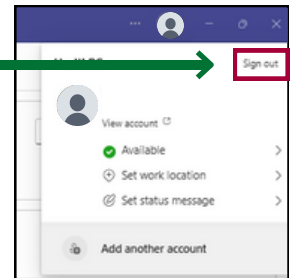 Sign out
View account
Available
Set work location
Set status message
Add another account